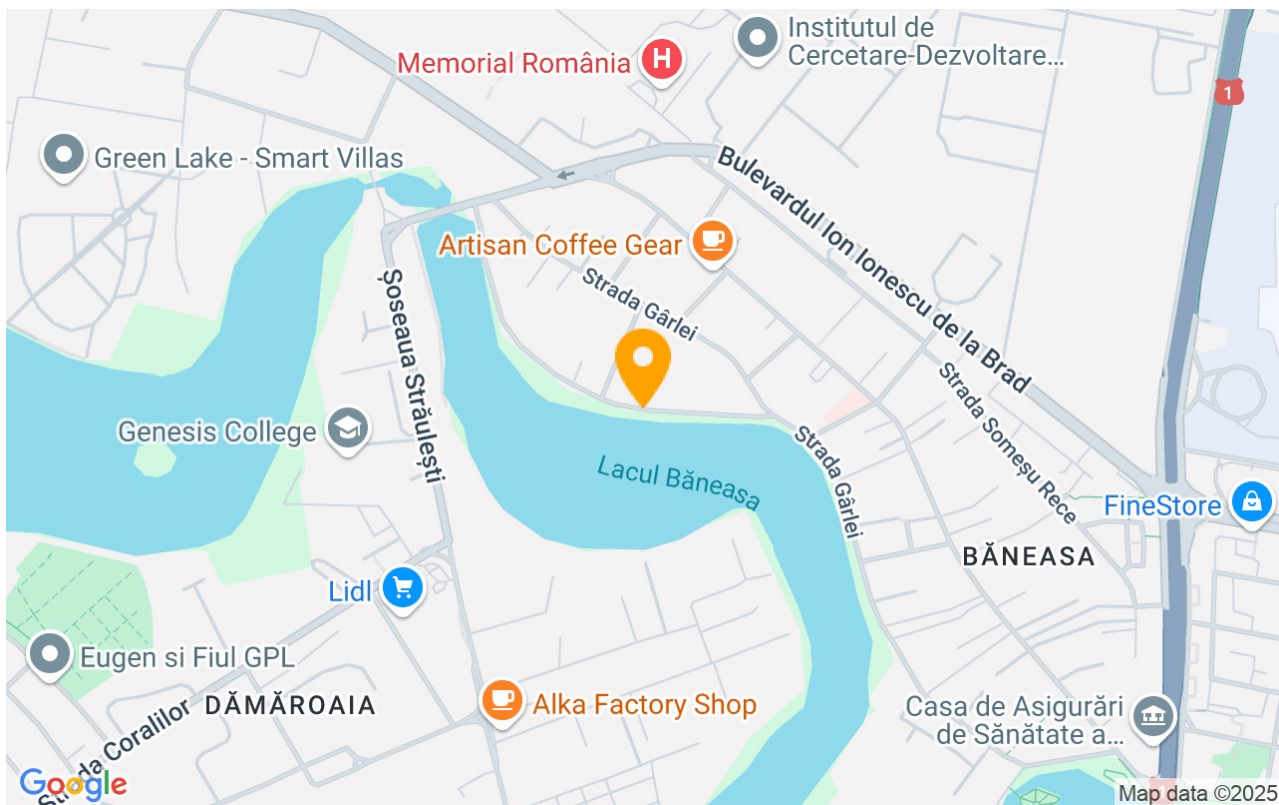 Institutul de
Cercetare-Dezvoltare...
Memorial România
H
1
Green Lake - Smart Villas
Bulevardul Ion Ionescu de la Brad
Artisan Coffee Gear
Strada Gârlei
Șoseaua Străulești
Genesis College
Strada Someșu Rece
Strada Gârlei
Lacul Băneasa
FineStore
BĂNEASA
Lidl
Eugen si Fiul GPL
DĂMĂROAIA
Alka Factory Shop
Casa de Asigurări
de Sănătate a...
Strada Coralilor
Google
Map data ©2025